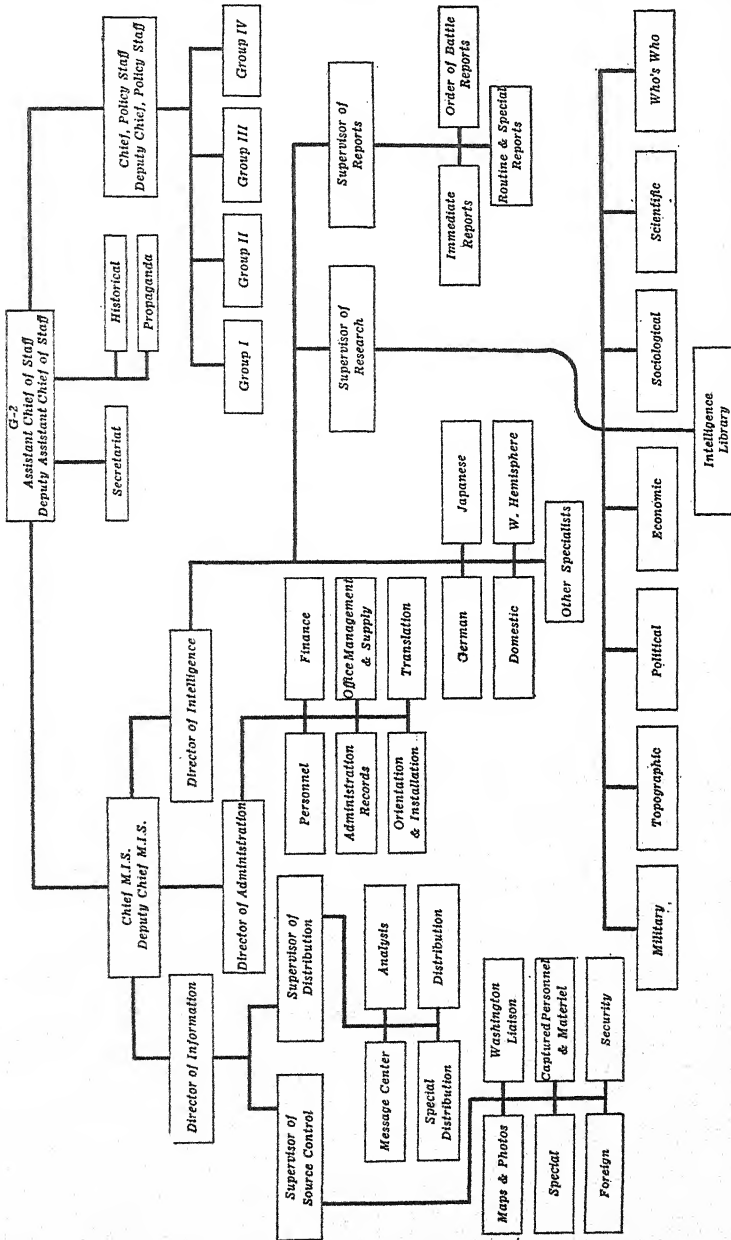 G-2
Assistant Chief of Staff
Deputy Assistant Chief of Staff
Secretariat
Historical
Propaganda
Chief, Policy Staff
Deputy Chief, Policy Staff
Group I
Group II
Group III
Group IV
Chief M.I.S.
Deputy Chief M.I.S.
Director of Information
Director of Administration
Director of Intelligence
Supervisor of
Source Control
Supervisor of
Distribution
Message Center
Analysis
Special
Distribution
Distribution
Maps & Photos
Washington
Liaison
Special
Captured Personnel
& Materiel
Foreign
Security
Personnel
Finance
Administration
Records
Office Management
& Supply
Orientation
& Installation
Translation
German
Japanese
Domestic
W. Hemisphere
Other Specialists
Supervisor of
Research
Supervisor of
Reports
Immediate
Reports
Order of Battle
Reports
Routine & Special
Reports
Military
Topographic
Political
Economic
Sociological
Scientific
Who's Who
Intelligence
Library